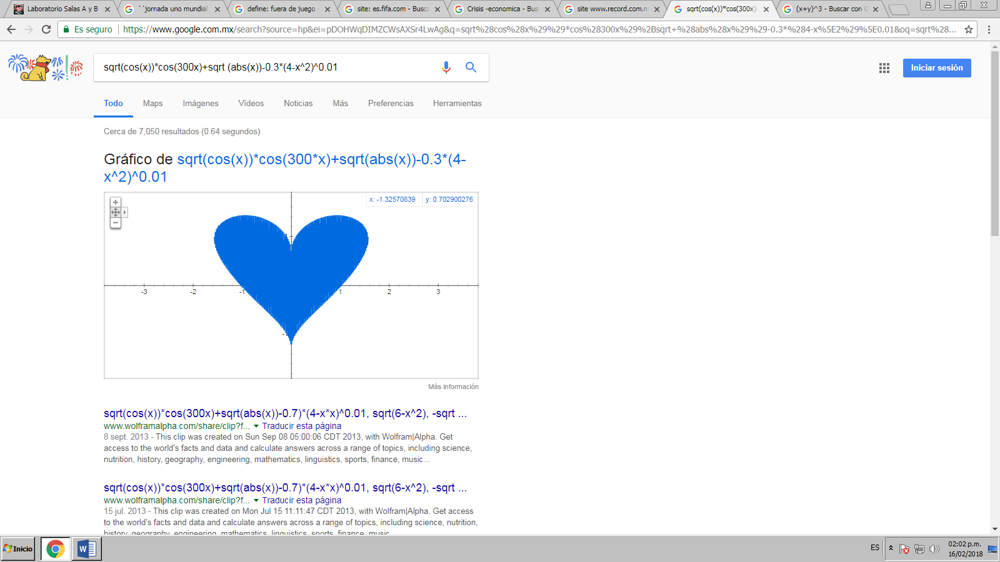 Laboratorio Salas A y B
´´jornada uno mundial
define: fuera de juego -
site: es.fifa.com - Busca
Crisis -economica - Bus
site www.record.com.m
sqrt(cos(x))*cos(300x)-
(x+y)^3 - Buscar con G
Es seguro
https://www.google.com.mx/search?source=hp&ei=pDOHWqDIMZCWsAXSr4LwAg&q=sqrt%28cos%28x%29%29*cos%28300x%29%2Bsqrt+%28abs%28x%29%29-0.3*%284-x%5E2%29%5E0.01&oq=sqrt%28...
sqrt(cos(x))*cos(300x)+sqrt (abs(x))-0.3*(4-x^2)^0.01
Iniciar sesión
Todo Maps Imágenes Vídeos Noticias Más Preferencias Herramientas
Cerca de 7,050 resultados (0.64 segundos)
Gráfico de sqrt(cos(x))*cos(300*x)+sqrt(abs(x))-0.3*(4-
x^2)^0.01
x: -1.32570839 y: 0.702900276
-3 -2 -1 1 2 3
Más información
sqrt(cos(x))*cos(300x)+sqrt(abs(x))-0.7)*(4-x*x)^0.01, sqrt(6-x^2), -sqrt ...
www.wolframalpha.com/share/clip?f... Traducir esta página
8 sept. 2013 - This clip was created on Sun Sep 08 05:00:06 CDT 2013, with Wolfram|Alpha. Get
access to the world's facts and data and calculate answers across a range of topics, including science,
nutrition, history, geography, engineering, mathematics, linguistics, sports, finance, music...
sqrt(cos(x))*cos(300x)+sqrt(abs(x))-0.7)*(4-x*x)^0.01, sqrt(6-x^2), -sqrt ...
www.wolframalpha.com/share/clip?f... Traducir esta página
15 jul. 2013 - This clip was created on Mon Jul 15 11:11:47 CDT 2013, with Wolfram|Alpha. Get access
to the world's facts and data and calculate answers across a range of topics, including science, nutrition,
history, geography, engineering, mathematics, linguistics, sports, finance, music
Inicio
ES
02:02 p.m.
16/02/2018